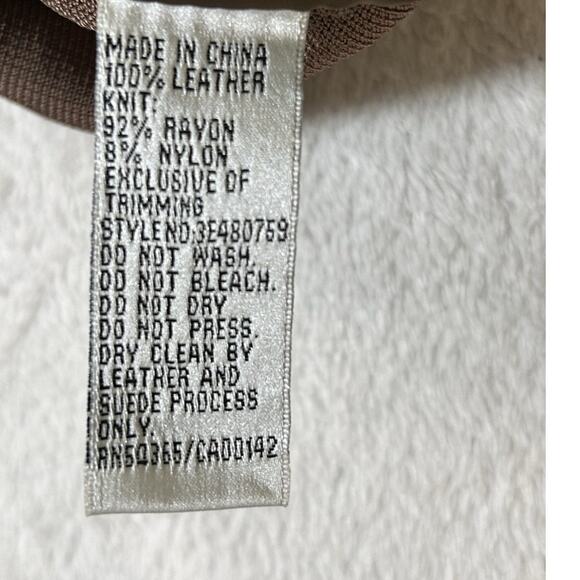 MADE IN CHINA
100% LEATHER
KNIT:
92% RAYON
8% NYLON
EXCLUSIVE OF
TRIMMING
STYLENO:3E480759
DO NOT WASH.
DO NOT BLEACH.
DO NOT DRY
DO NOT PRESS.
DRY CLEAN BY
LEATHER AND
SUEDE PROCESS
ONLY.
RN50365/CA00142